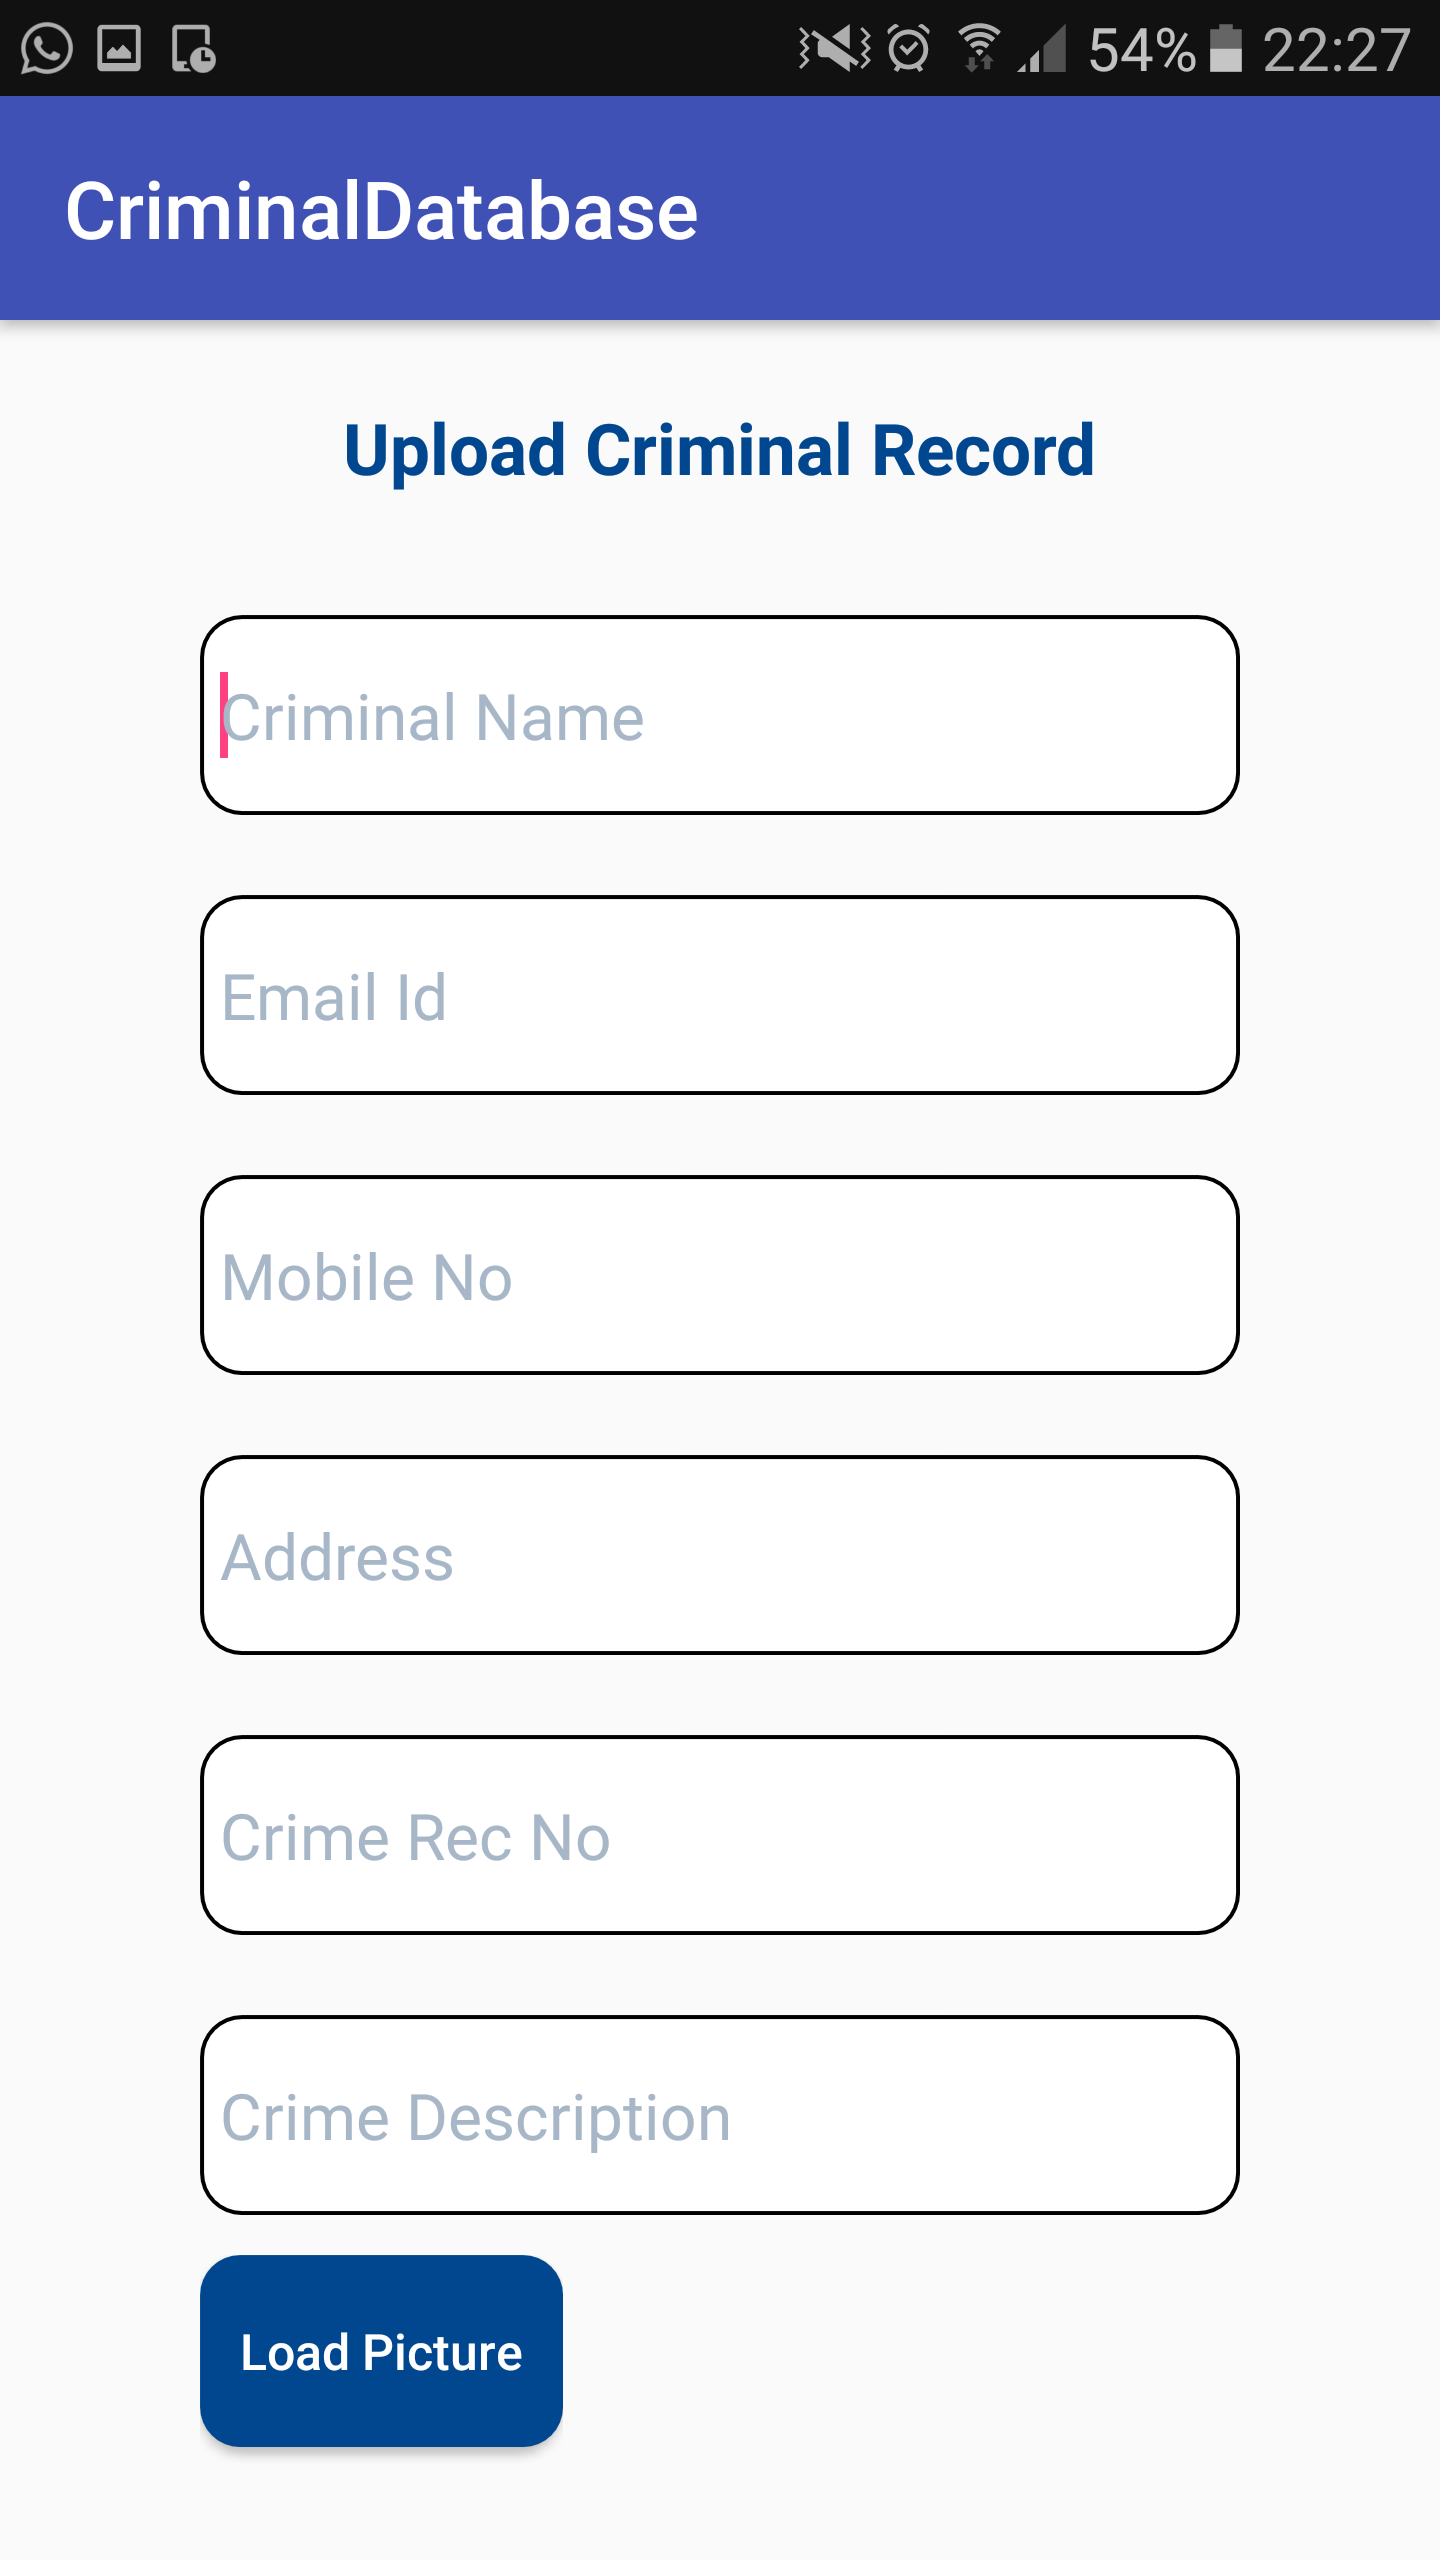 54% 22:27
CriminalDatabase
Upload Criminal Record
Criminal Name
Email Id
Mobile No
Address
Crime Rec No
Crime Description
Load Picture